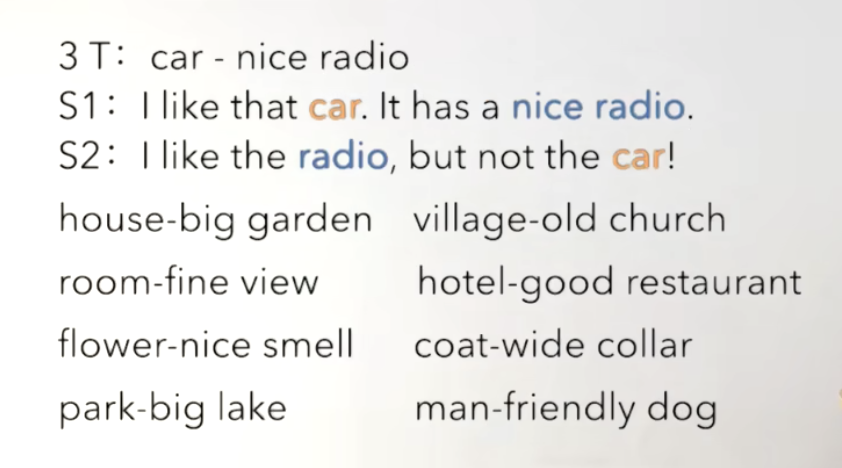 3 T： car - nice radio
S1： I like that car. It has a nice radio.
S2： I like the radio, but not the car!
house-big garden village-old church
room-fine view hotel-good restaurant
flower-nice smell coat-wide collar
park-big lake man-friendly dog